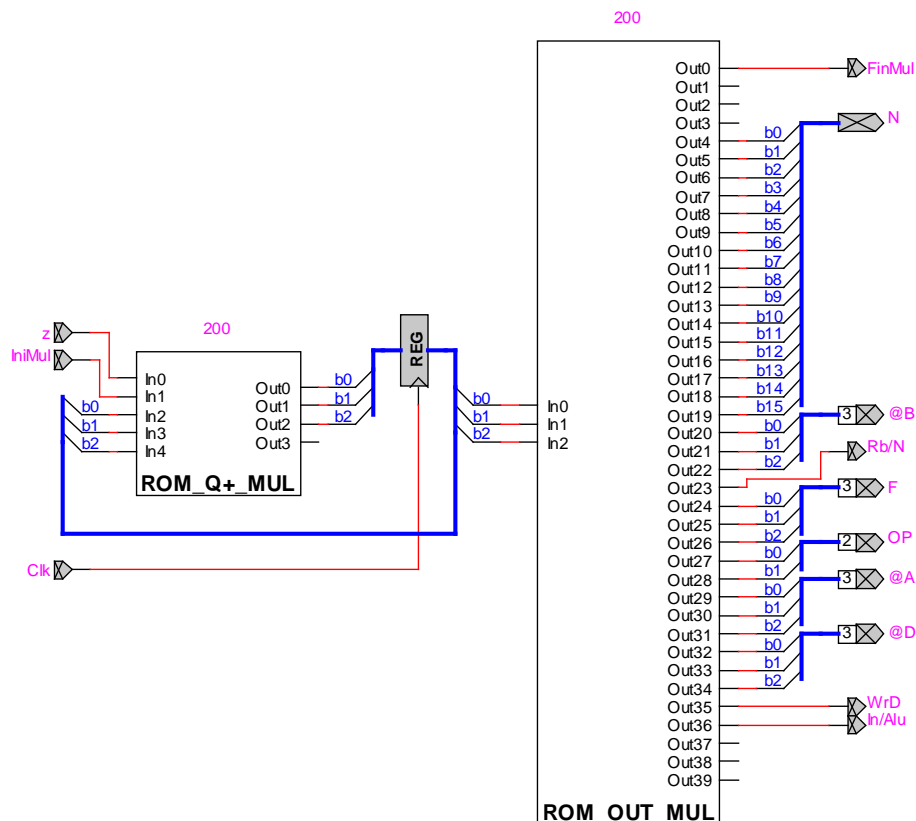 200
Out0
FinMul
Out1
Out2
Out3
N
Out4 b0
Out5 b1
Out6 b2
Out7 b3
Out8 b4
Out9 b5
Out10 b6
Out11 b7
Out12 b8
Out13 b9
Out14 b10
Out15 b11
Out16 b12
Out17 b13
Out18 b14
Out19 b15
Out20 b0
3 @B
Out21 b1
Out22 b2
Rb/N
Out23
Out24 b0
3 F
Out25 b1
Out26 b2
Out27 b0
2 OP
Out28 b1
Out29 b0
3 @A
Out30 b1
Out31 b2
Out32 b0
3 @D
Out33 b1
Out34 b2
Out35
WrD
Out36
In/Alu
Out37
Out38
Out39
ROM_OUT_MUL
b0 In0
b1 In1
b2 In2
REG
200
z
IniMul
In0
In1
b0 In2
b1 In3
b2 In4
Out0 b0
Out1 b1
Out2 b2
Out3
ROM_Q+_MUL
Clk